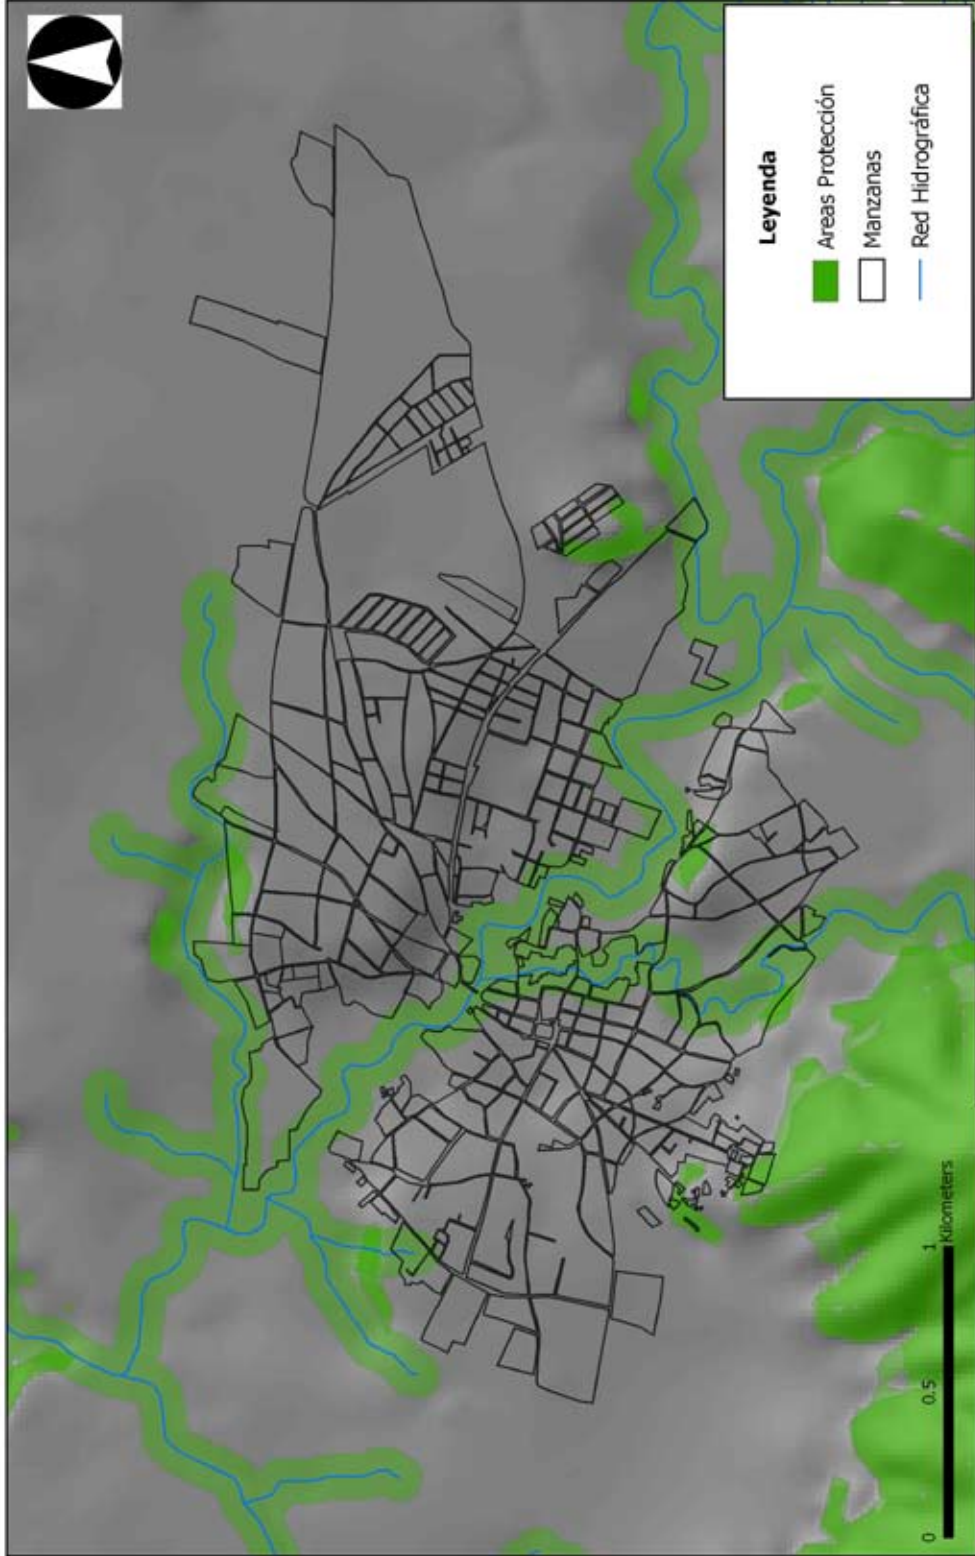 Leyenda
Areas Protección
Manzanas
Red Hidrográfica
0 0.5 1
Kilometers